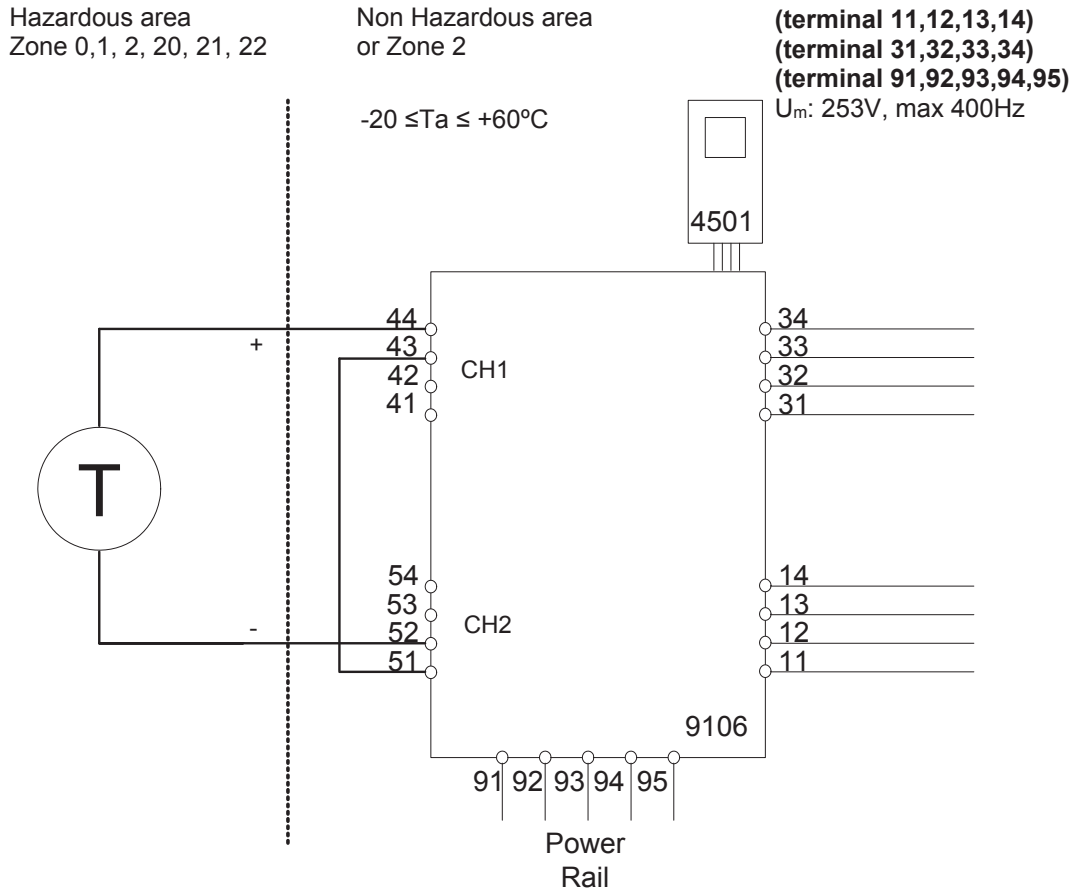 Hazardous area
Zone 0,1, 2, 20, 21, 22
Non Hazardous area
or Zone 2
-20 ≤Ta ≤ +60ºC
(terminal 11,12,13,14)
(terminal 31,32,33,34)
(terminal 91,92,93,94,95)
Um: 253V, max 400Hz
4501
44
43
42
41
+
CH1
34
33
32
31
T
54
53
52
51
-
CH2
14
13
12
11
9106
91 92 93 94 95
Power
Rail